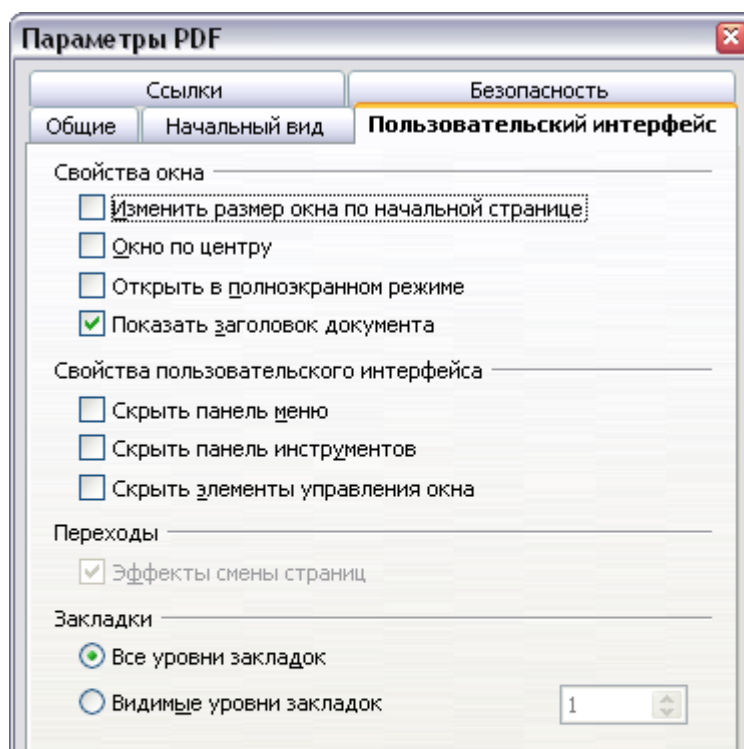 Параметры PDF
Ссылки Безопасность
Общие Начальный вид Пользовательский интерфейс
Свойства окна
Изменить размер окна по начальной странице
Окно по центру
Открыть в полноэкранном режиме
Показать заголовок документа
Свойства пользовательского интерфейса
Скрыть панель меню
Скрыть панель инструментов
Скрыть элементы управления окна
Переходы
Эффекты смены страниц
Закладки
Все уровни закладок
Видимые уровни закладок 1